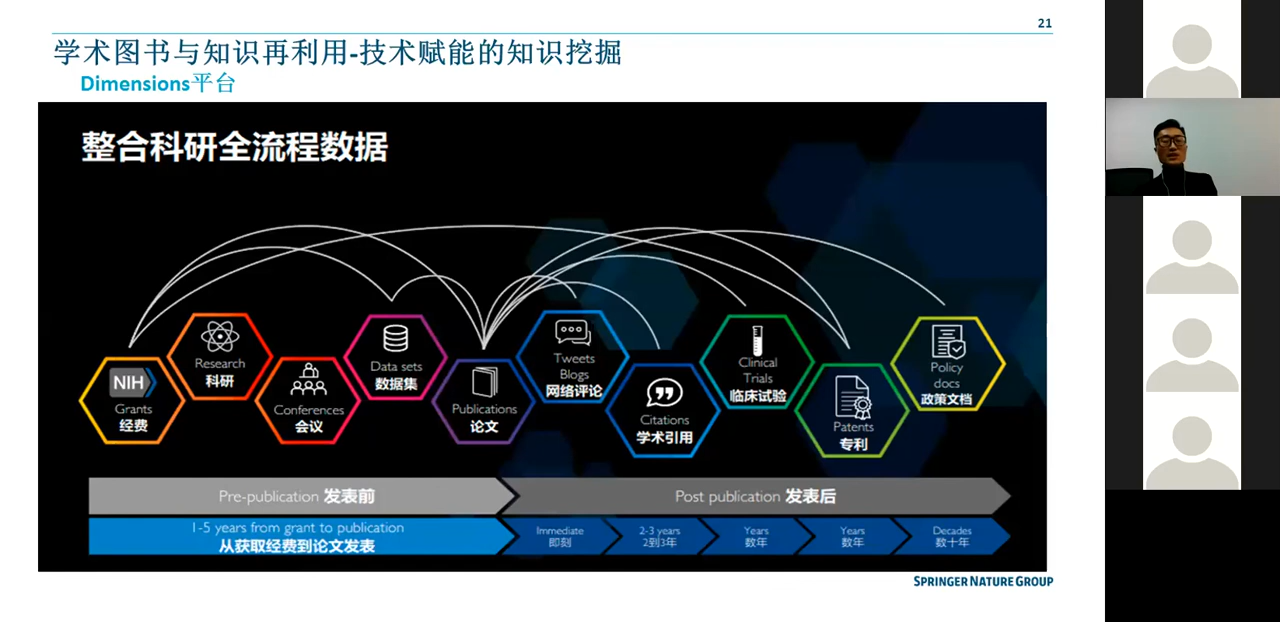 21
学术图书与知识再利用-技术赋能的知识挖掘
Dimensions平台
整合科研全流程数据
NIH
Grants
经费
Research
科研
Conferences
会议
Data sets
数据集
Publications
论文
Tweets
Blogs
网络评论
Citations
学术引用
Clinical
Trials
临床试验
Patents
专利
Policy
docs
政策文档
Pre-publication 发表前
Post publication 发表后
1-5 years from grant to publication
从获取经费到论文发表
Immediate
即刻
2-3 years
2到3年
Years
数年
Years
数年
Decades
数十年
SPRINGER NATURE GROUP